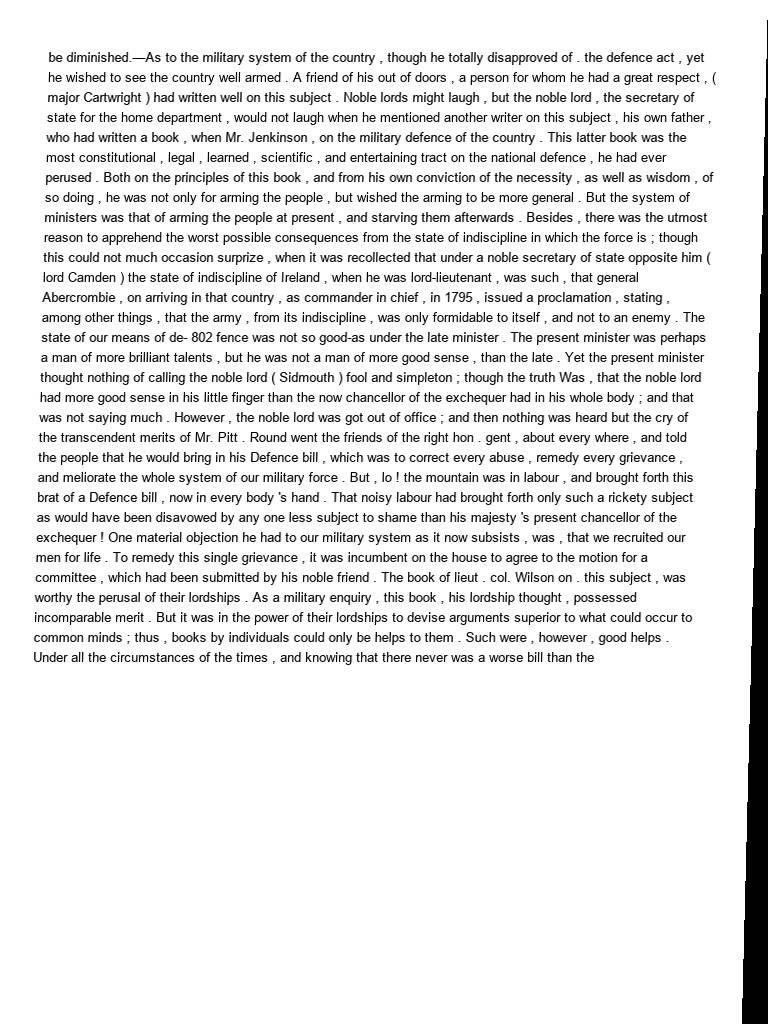 be diminished.—As to the military system of the country , though he totally disapproved of . the defence act , yet
he wished to see the country well armed . A friend of his out of doors , a person for whom he had a great respect , (
major Cartwright ) had written well on this subject . Noble lords might laugh , but the noble lord , the secretary of
state for the home department , would not laugh when he mentioned another writer on this subject , his own father ,
who had written a book , when Mr. Jenkinson , on the military defence of the country . This latter book was the
most constitutional , legal , learned , scientific , and entertaining tract on the national defence , he had ever
perused . Both on the principles of this book , and from his own conviction of the necessity , as well as wisdom , of
so doing , he was not only for arming the people , but wished the arming to be more general . But the system of
ministers was that of arming the people at present , and starving them afterwards . Besides , there was the utmost
reason to apprehend the worst possible consequences from the state of indiscipline in which the force is ; though
this could not much occasion surprize , when it was recollected that under a noble secretary of state opposite him (
lord Camden ) the state of indiscipline of Ireland , when he was lord-lieutenant , was such , that general
Abercrombie , on arriving in that country , as commander in chief , in 1795 , issued a proclamation , stating ,
among other things , that the army , from its indiscipline , was only formidable to itself , and not to an enemy . The
state of our means of de- 802 fence was not so good-as under the late minister . The present minister was perhaps
a man of more brilliant talents , but he was not a man of more good sense , than the late . Yet the present minister
thought nothing of calling the noble lord ( Sidmouth ) fool and simpleton ; though the truth Was , that the noble lord
had more good sense in his little finger than the now chancellor of the exchequer had in his whole body ; and that
was not saying much . However , the noble lord was got out of office ; and then nothing was heard but the cry of
the transcendent merits of Mr. Pitt . Round went the friends of the right hon . gent , about every where , and told
the people that he would bring in his Defence bill , which was to correct every abuse , remedy every grievance ,
and meliorate the whole system of our military force . But , lo ! the mountain was in labour , and brought forth this
brat of a Defence bill , now in every body 's hand . That noisy labour had brought forth only such a rickety subject
as would have been disavowed by any one less subject to shame than his majesty 's present chancellor of the
exchequer ! One material objection he had to our military system as it now subsists , was , that we recruited our
men for life . To remedy this single grievance , it was incumbent on the house to agree to the motion for a
committee , which had been submitted by his noble friend . The book of lieut . col. Wilson on . this subject , was
worthy the perusal of their lordships . As a military enquiry , this book , his lordship thought , possessed
incomparable merit . But it was in the power of their lordships to devise arguments superior to what could occur to
common minds ; thus , books by individuals could only be helps to them . Such were , however , good helps .
Under all the circumstances of the times , and knowing that there never was a worse bill than the